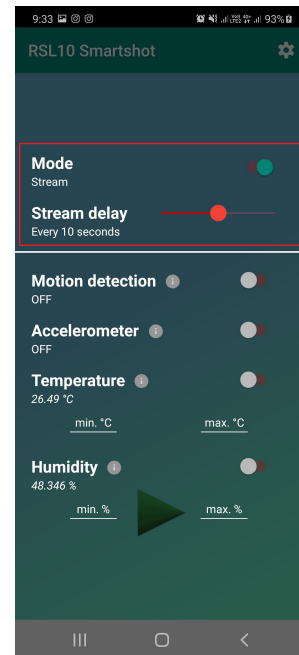 9:33 93%
RSL10 Smartshot
Mode
Stream
Stream delay
Every 10 seconds
Motion detection
OFF
Accelerometer
OFF
Temperature
26.49 °C
min. °C max. °C
Humidity
48.346 %
min. % max. %